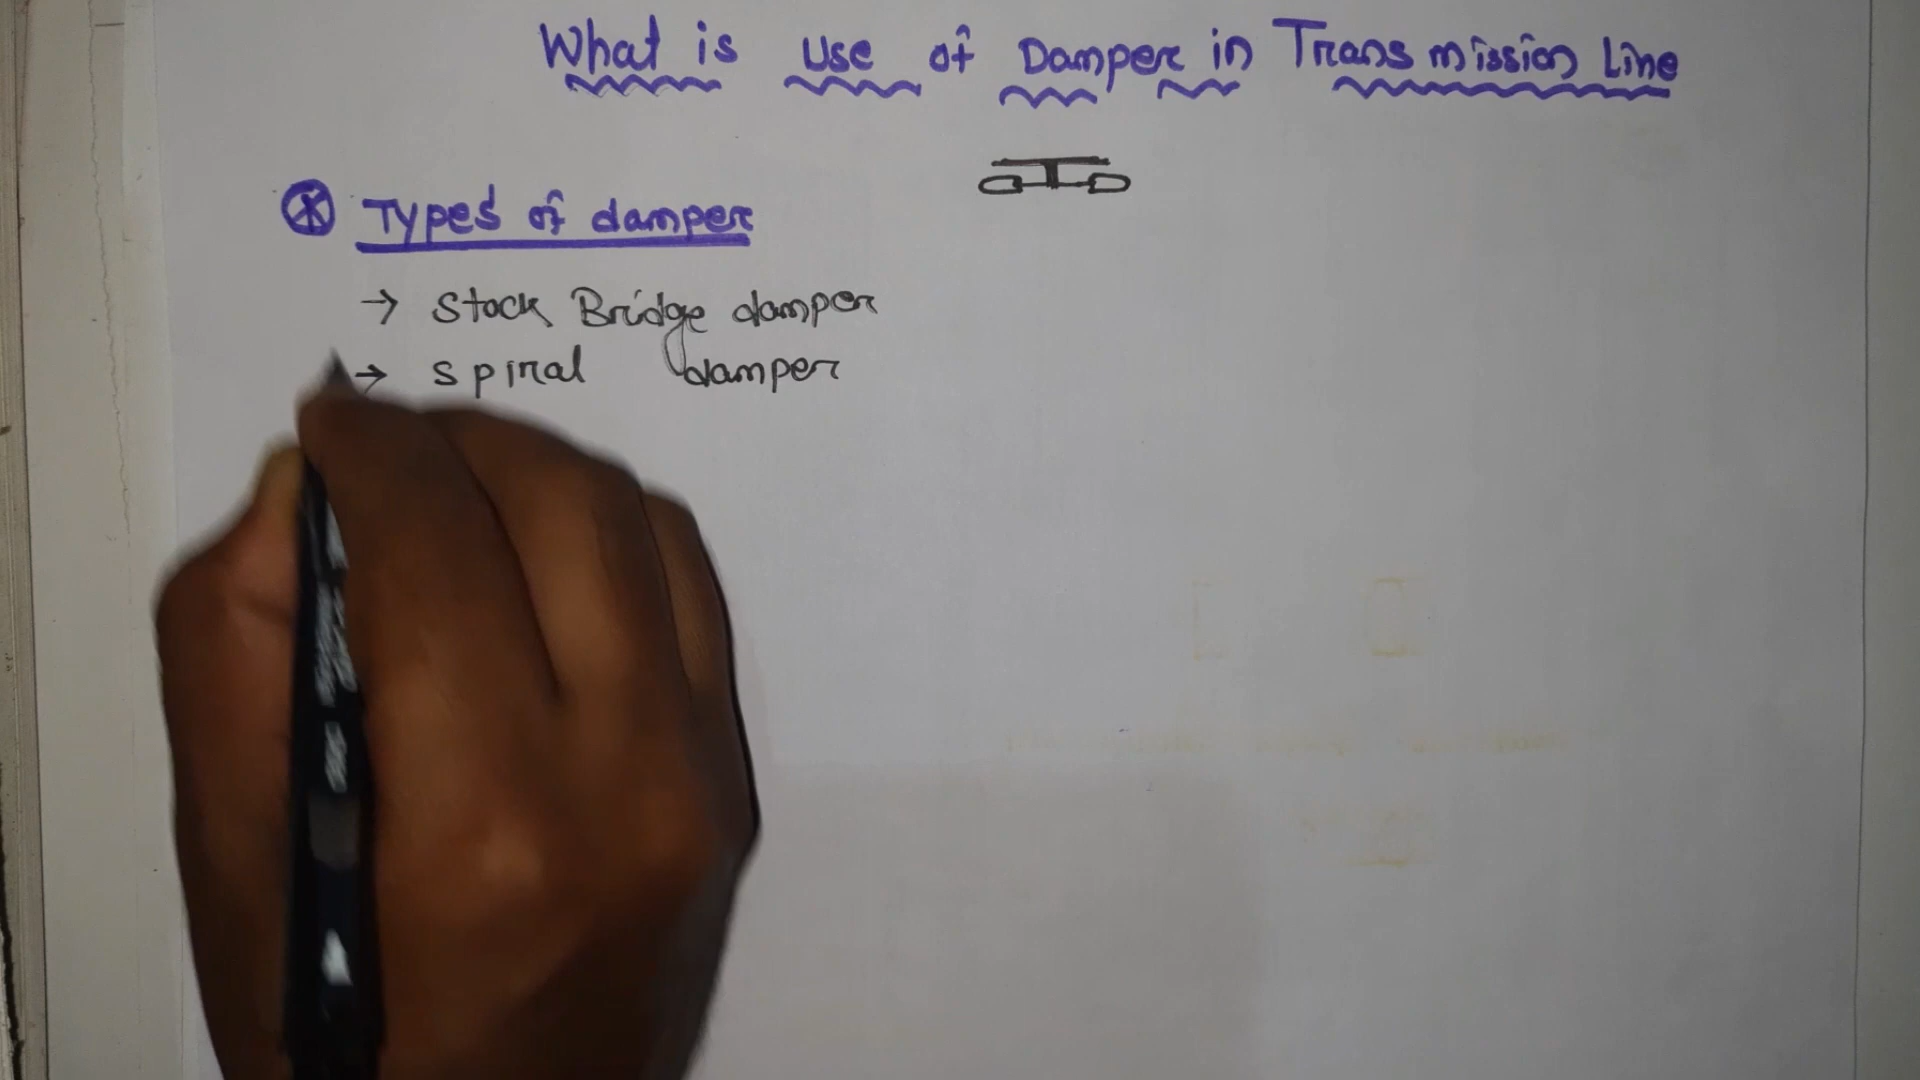 What is Use of Damper in Transmission Line
Types of damper
→ Stock Bridge damper
→ Spiral damper